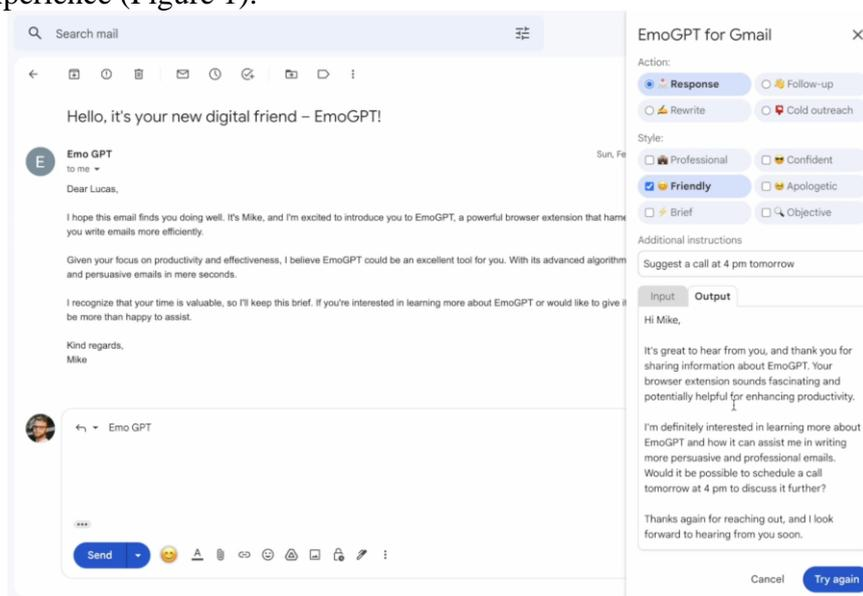 perience (Figure 1).
Search mail
Hello, it's your new digital friend – EmoGPT!
E
Emo GPT
Sun, Fe
to me
Dear Lucas,
I hope this email finds you doing well. It's Mike, and I'm excited to introduce you to EmoGPT, a powerful browser extension that harne
you write emails more efficiently.
Given your focus on productivity and effectiveness, I believe EmoGPT could be an excellent tool for you. With its advanced algorithm
and persuasive emails in mere seconds.
I recognize that your time is valuable, so I'll keep this brief. If you're interested in learning more about EmoGPT or would like to give i
be more than happy to assist.
Kind regards,
Mike
Emo GPT
Send
EmoGPT for Gmail
Action:
Response
Follow-up
Rewrite
Cold outreach
Style:
Professional
Confident
Friendly
Apologetic
Brief
Objective
Additional instructions
Suggest a call at 4 pm tomorrow
Input
Output
Hi Mike,
It's great to hear from you, and thank you for
sharing information about EmoGPT. Your
browser extension sounds fascinating and
potentially helpful for enhancing productivity.
I'm definitely interested in learning more about
EmoGPT and how it can assist me in writing
more persuasive and professional emails.
Would it be possible to schedule a call
tomorrow at 4 pm to discuss it further?
Thanks again for reaching out, and I look
forward to hearing from you soon.
Cancel
Try again